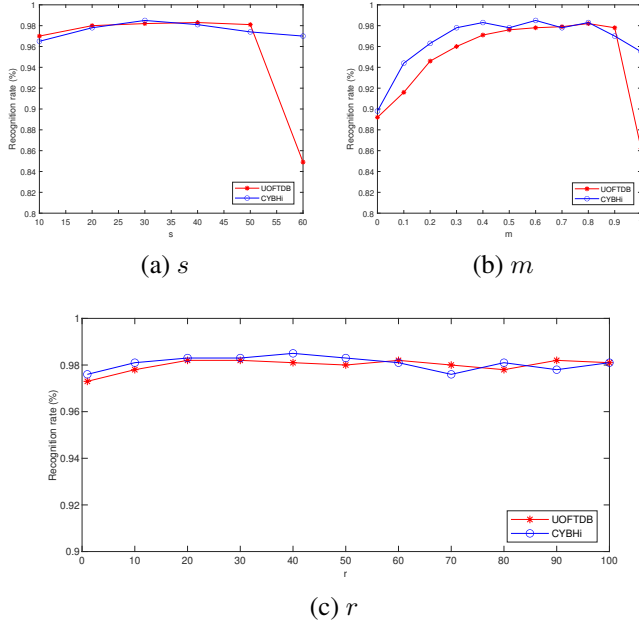 1
0.98
0.96
0.94
0.92
0.9
0.88
0.86
0.84
0.82
0.8
Recognition rate (%)
10 15 20 25 30 35 40 45 50 55 60
s
UOFTDB
CYBHi
(a) s
1
0.98
0.96
0.94
0.92
0.9
0.88
0.86
0.84
0.82
0.8
Recognition rate (%)
0 0.1 0.2 0.3 0.4 0.5 0.6 0.7 0.8 0.9
m
UOFTDB
CYBHi
(b) m
1
0.98
0.96
0.94
0.92
0.9
Recognition rate (%)
0 10 20 30 40 50 60 70 80 90 100
r
UOFTDB
CYBHi
(c) r